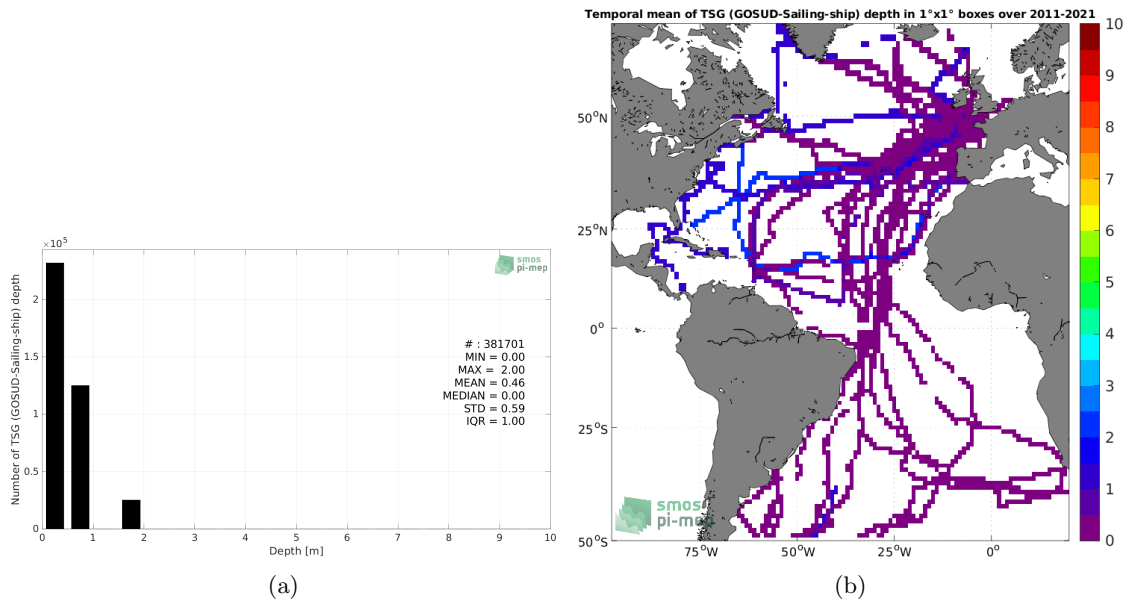 ×10⁵
2
1.5
1
0.5
0
0 1 2 3 4 5 6 7 8 9 10
Number of TSG (GOSUD-Sailing-ship) depth
Depth [m]
smos
pi-mep
# : 381701
MIN = 0.00
MAX = 2.00
MEAN = 0.46
MEDIAN = 0.00
STD = 0.59
IQR = 1.00
(a)
Temporal mean of TSG (GOSUD-Sailing-ship) depth in 1°x1° boxes over 2011-2021
50°N
25°N
0°
25°S
50°S
75°W 50°W 25°W 0°
smos
pi-mep
10
9
8
7
6
5
4
3
2
1
0
(b)